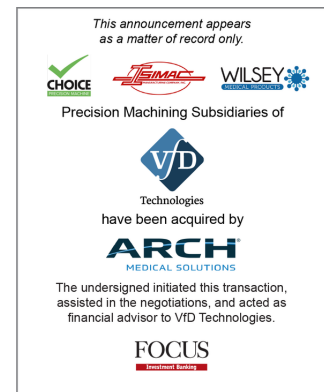 This announcement appears
as a matter of record only.
CHOICE
SIMAC
WILSEY
MEDICAL PRODUCTS
Precision Machining Subsidiaries of
VfD
Technologies
have been acquired by
ARCH
MEDICAL SOLUTIONS
The undersigned initiated this transaction,
assisted in the negotiations, and acted as
financial advisor to VfD Technologies.
FOCUS
Investment Banking